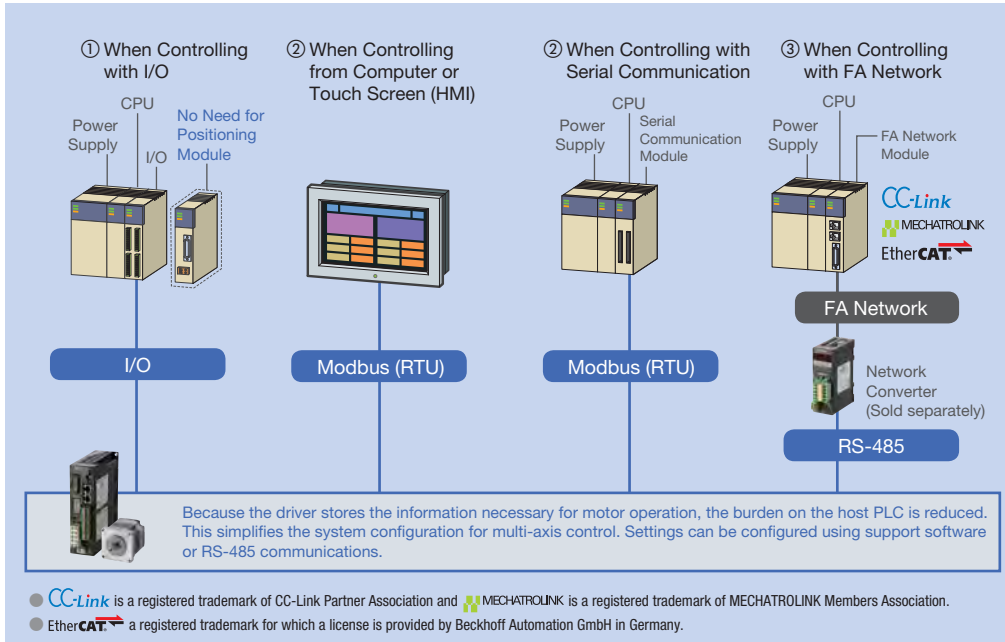 ① When Controlling
with I/O
CPU
Power
Supply
I/O
No Need for
Positioning
Module
② When Controlling
from Computer or
Touch Screen (HMI)
② When Controlling with
Serial Communication
CPU
Power
Supply
Serial
Communication
Module
③ When Controlling
with FA Network
CPU
Power
Supply
FA Network
Module
CC-Link
MECHATROLINK
EtherCAT®
FA Network
I/O
Modbus (RTU)
Modbus (RTU)
Network
Converter
(Sold separately)
RS-485
Because the driver stores the information necessary for motor operation, the burden on the host PLC is reduced.
This simplifies the system configuration for multi-axis control. Settings can be configured using support software
or RS-485 communications.
● CC-Link is a registered trademark of CC-Link Partner Association and MECHATROLINK is a registered trademark of MECHATROLINK Members Association.
● EtherCAT® a registered trademark for which a license is provided by Beckhoff Automation GmbH in Germany.